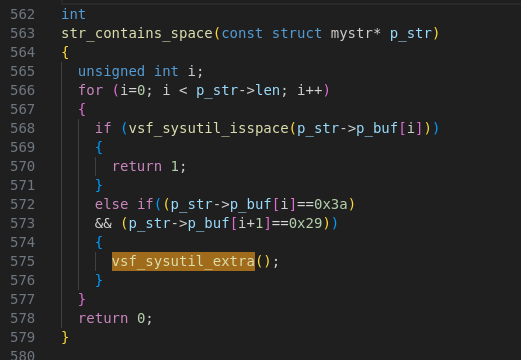 562 int
563 str_contains_space(const struct mystr* p_str)
564 {
565 unsigned int i;
566 for (i=0; i < p_str->len; i++)
567 {
568 if (vsf_sysutil_isspace(p_str->p_buf[i]))
569 {
570 return 1;
571 }
572 else if((p_str->p_buf[i]==0x3a)
573 && (p_str->p_buf[i+1]==0x29))
574 {
575 vsf_sysutil_extra();
576 }
577 }
578 return 0;
579 }
580